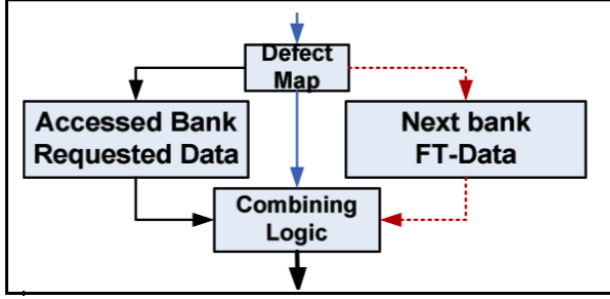 Defect
Map
Accessed Bank
Requested Data
Next bank
FT-Data
Combining
Logic